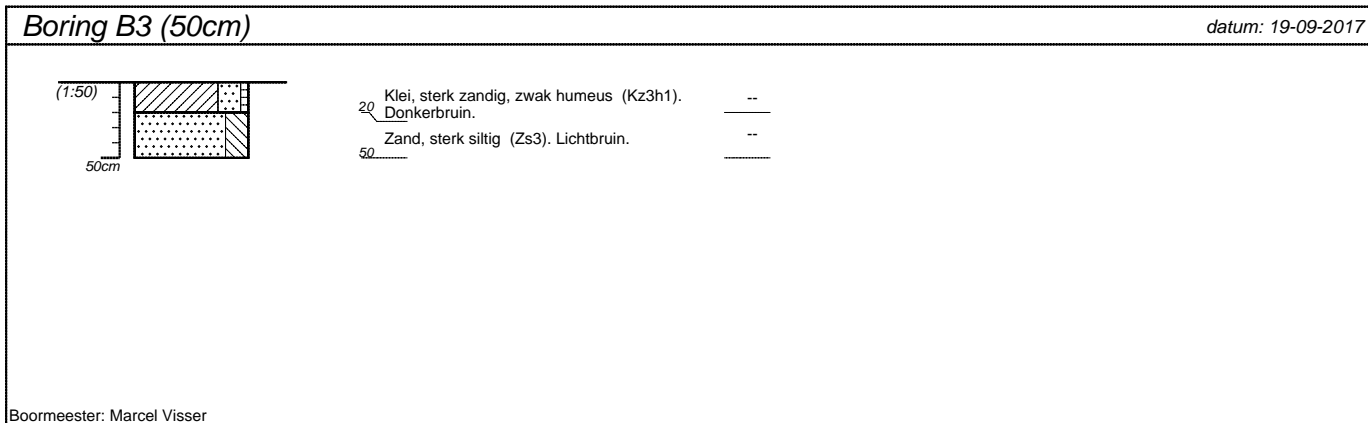 Boring B3 (50cm)
datum: 19-09-2017
(1:50)
50cm
Klei, sterk zandig, zwak humeus (Kz3h1).
20 Donkerbruin.
--
Zand, sterk siltig (Zs3). Lichtbruin.
--
50
Boormeester: Marcel Visser